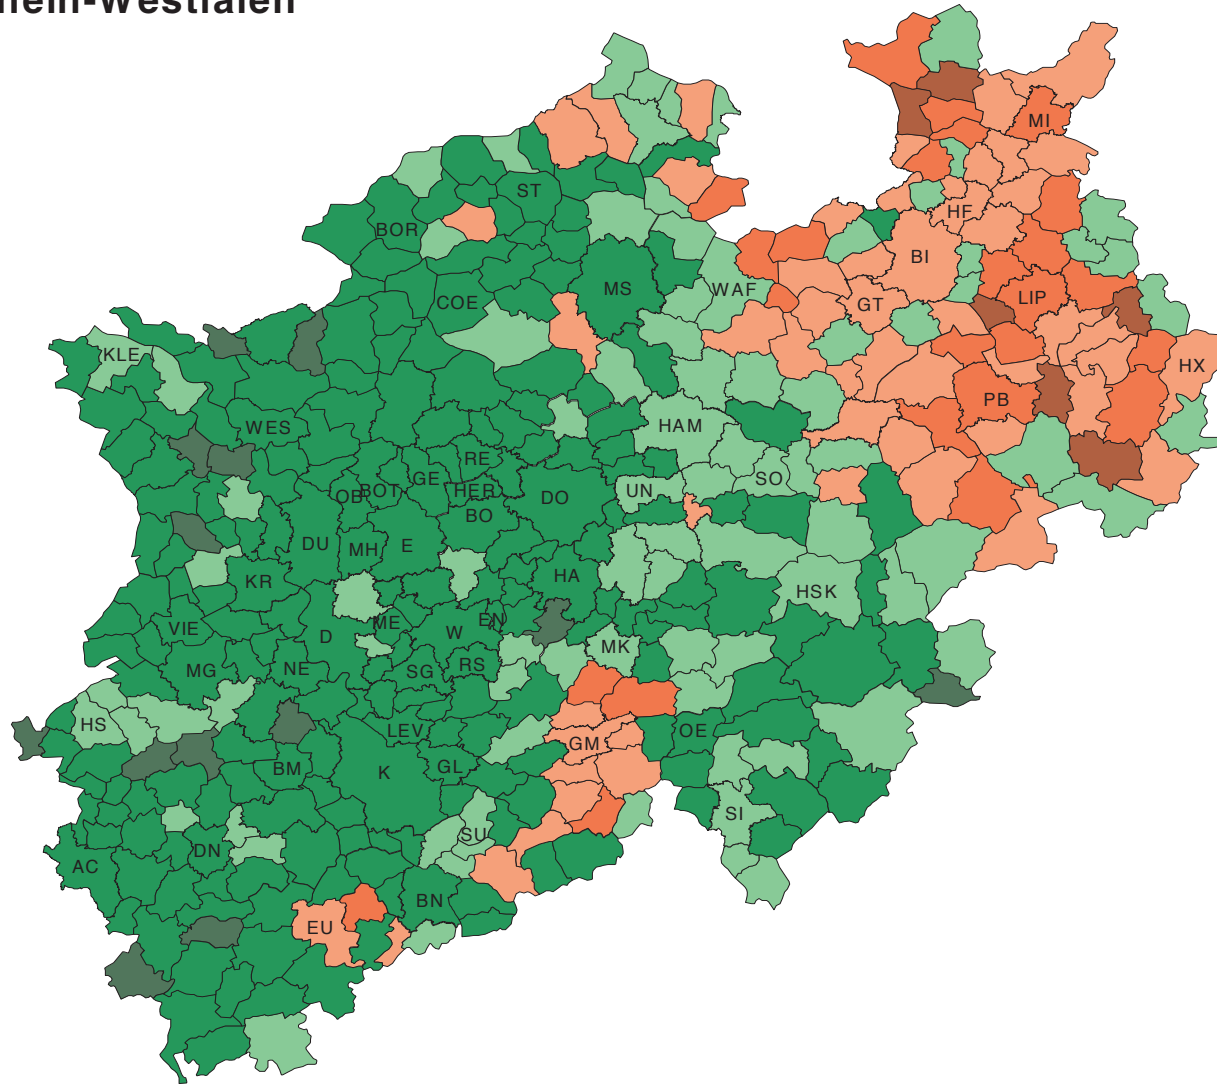 hein-Westfalen
MI
ST
HF
BOR
BI
MS
WAF
LIP
COE
GT
KLE
HX
PB
WES
HAM
RE
GE
SO
BOT
HER
UN
OB
DO
BO
DU
MH
E
HA
KR
HSK
ME
EN
VIE
D
W
MK
MG
NE
SG
RS
HS
LEV
OE
GM
BM
K
GL
SI
SU
DN
AC
BN
EU